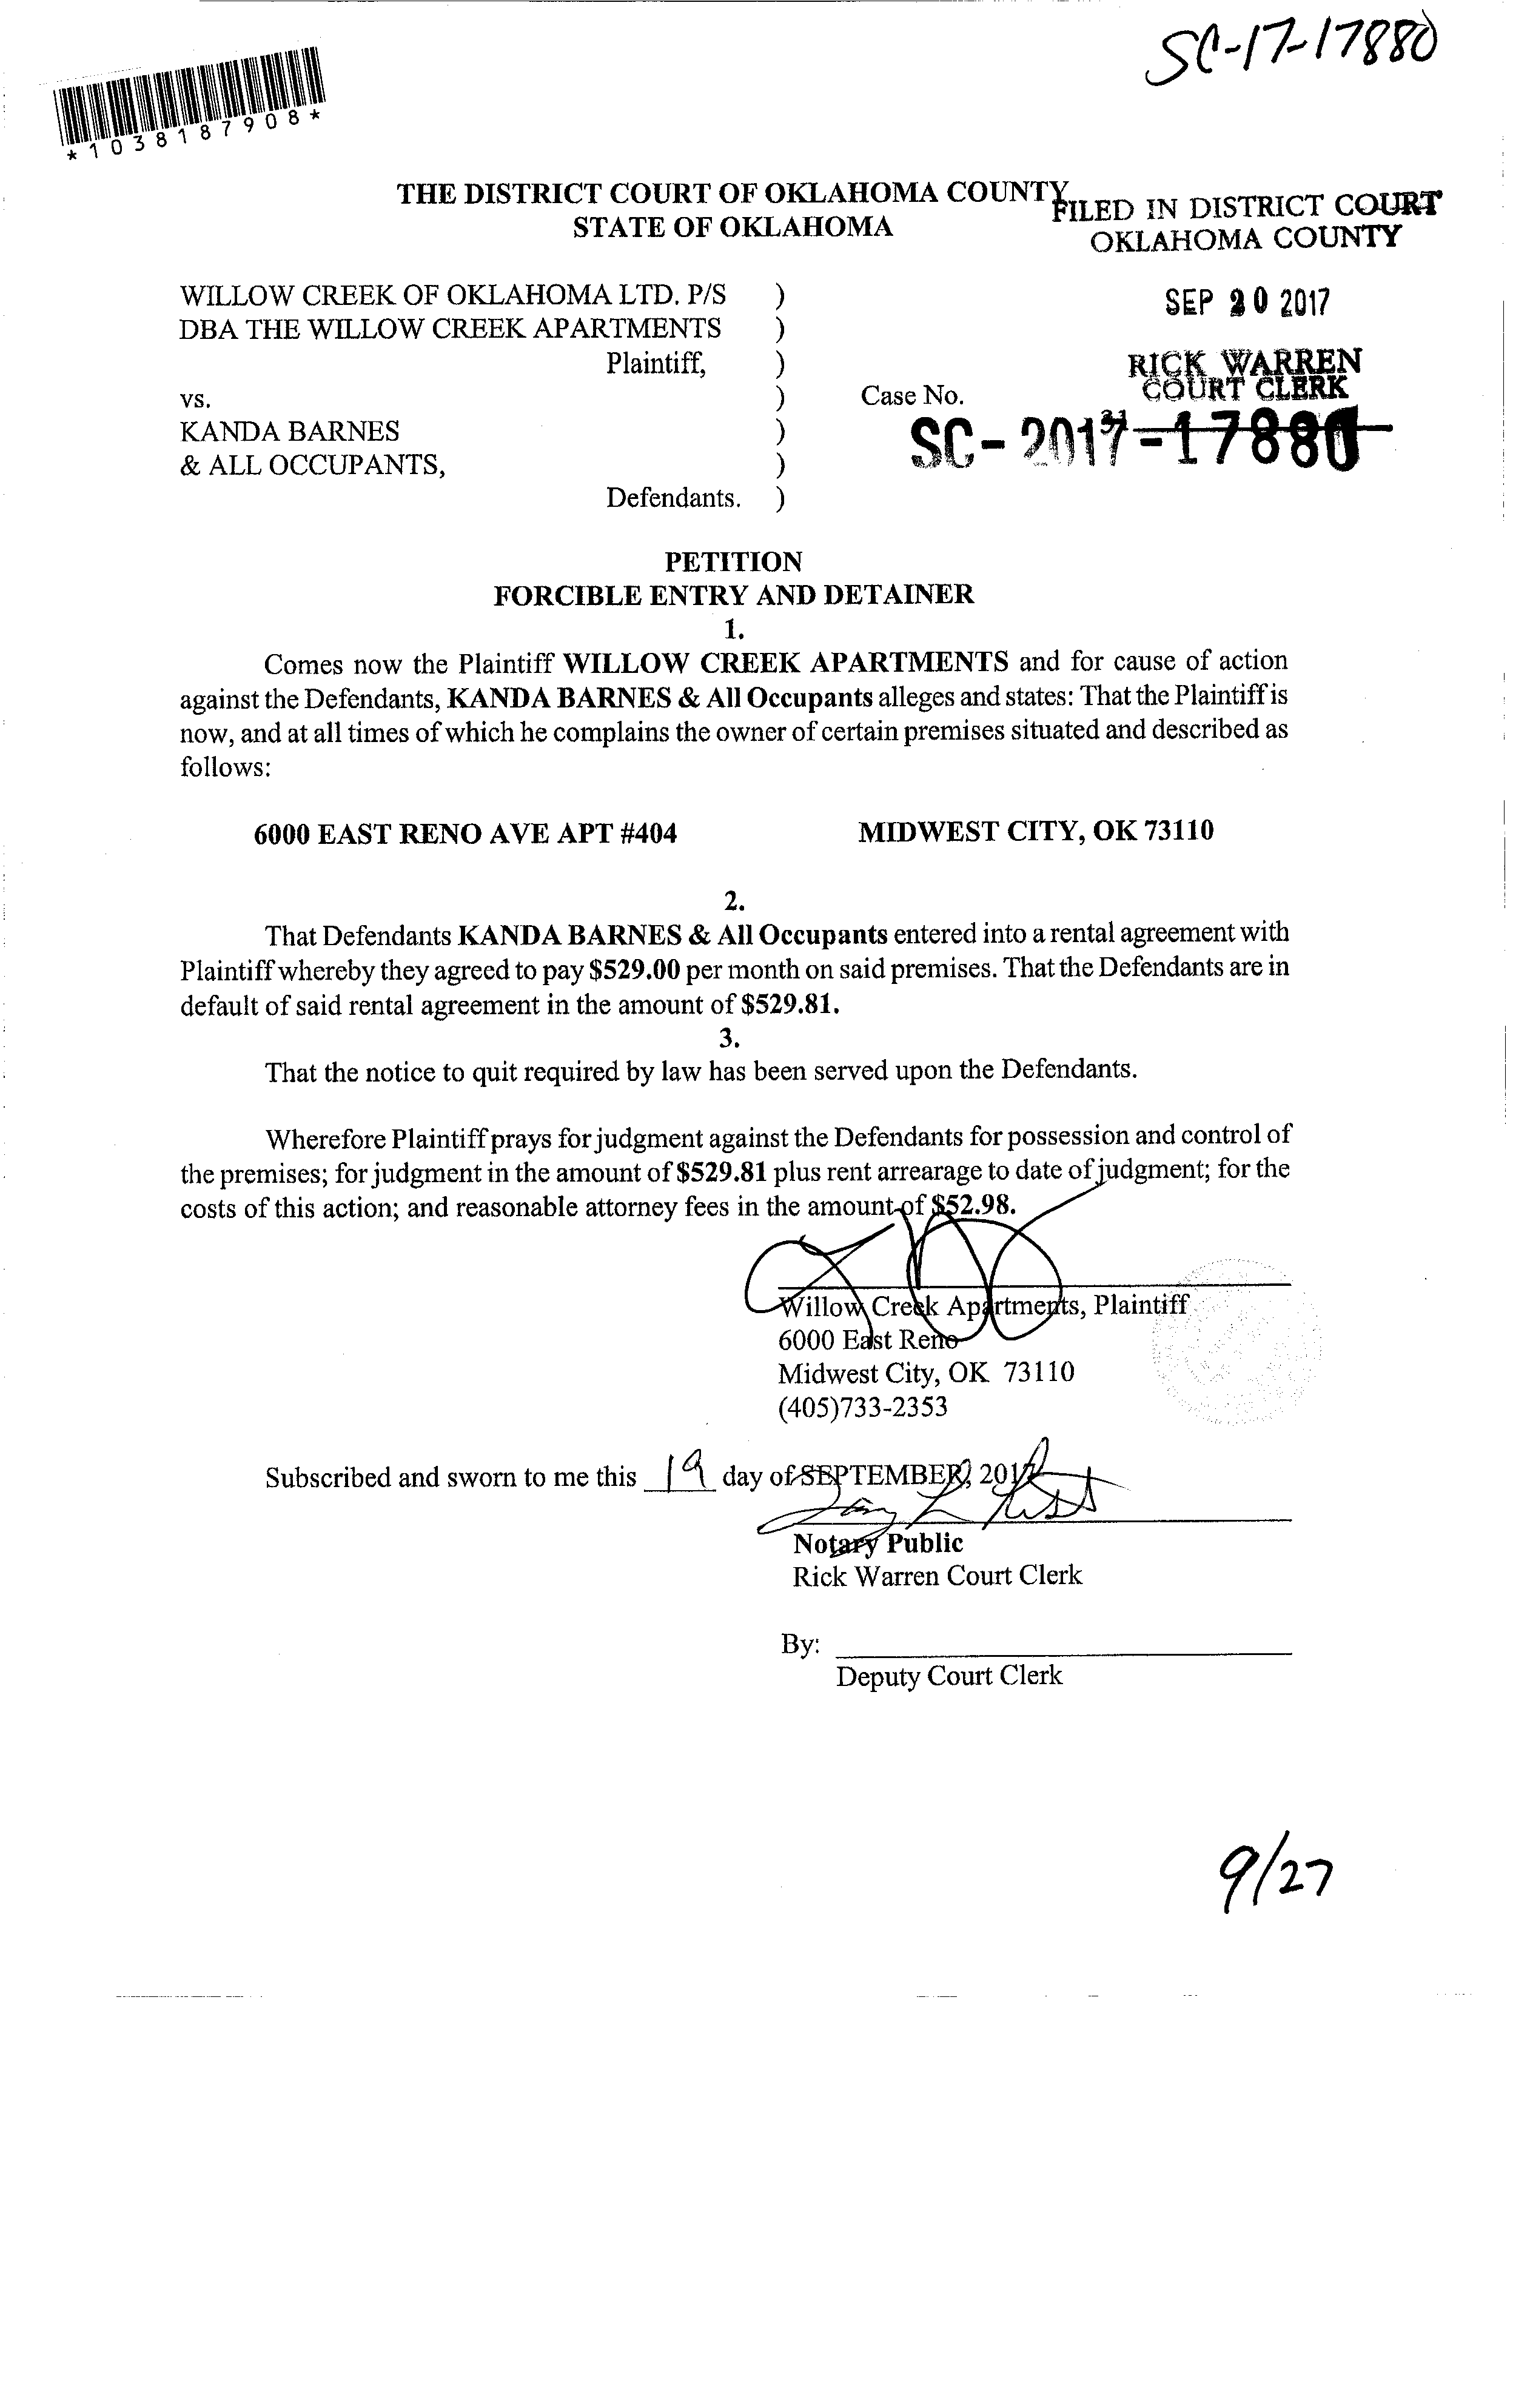 SC-17-17880
*1038187908*
THE DISTRICT COURT OF OKLAHOMA COUNTY
STATE OF OKLAHOMA
FILED IN DISTRICT COURT
OKLAHOMA COUNTY
SEP 20 2017
RICK WARREN
COURT CLERK
WILLOW CREEK OF OKLAHOMA LTD. P/S )
DBA THE WILLOW CREEK APARTMENTS )
Plaintiff, )
vs. ) Case No.
KANDA BARNES ) SC-2017-17880
& ALL OCCUPANTS, )
Defendants. )
PETITION
FORCIBLE ENTRY AND DETAINER
1.
Comes now the Plaintiff WILLOW CREEK APARTMENTS and for cause of action
against the Defendants, KANDA BARNES & All Occupants alleges and states: That the Plaintiff is
now, and at all times of which he complains the owner of certain premises situated and described as
follows:
6000 EAST RENO AVE APT #404 MIDWEST CITY, OK 73110
2.
That Defendants KANDA BARNES & All Occupants entered into a rental agreement with
Plaintiff whereby they agreed to pay $529.00 per month on said premises. That the Defendants are in
default of said rental agreement in the amount of $529.81.
3.
That the notice to quit required by law has been served upon the Defendants.
Wherefore Plaintiff prays for judgment against the Defendants for possession and control of
the premises; for judgment in the amount of $529.81 plus rent arrearage to date of judgment; for the
costs of this action; and reasonable attorney fees in the amount of $52.98.
Willow Creek Apartments, Plaintiff
6000 East Reno
Midwest City, OK 73110
(405)733-2353
Subscribed and sworn to me this 19 day of SEPTEMBER, 2017
Notary Public
Rick Warren Court Clerk
By:
Deputy Court Clerk
9/27